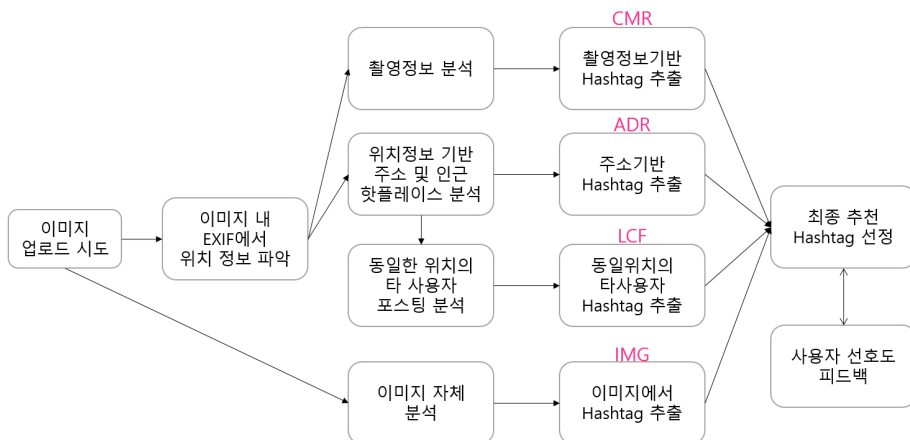 이미지
업로드 시도
이미지 내
EXIF에서
위치 정보 파악
촬영정보 분석
위치정보 기반
주소 및 인근
핫플레이스 분석
동일한 위치의
타 사용자
포스팅 분석
이미지 자체
분석
CMR
촬영정보기반
Hashtag 추출
ADR
주소기반
Hashtag 추출
LCF
동일위치의
타사용자
Hashtag 추출
IMG
이미지에서
Hashtag 추출
최종 추천
Hashtag 선정
사용자 선호도
피드백